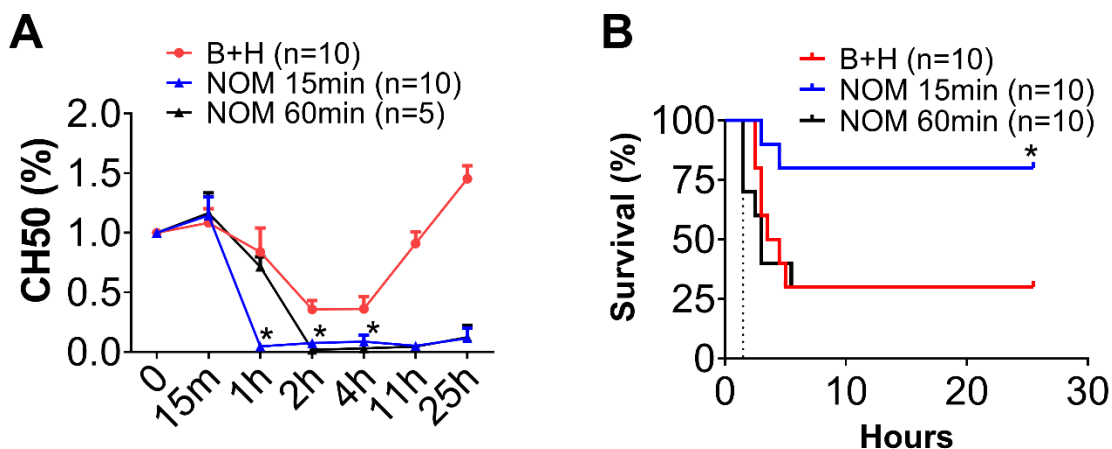 A
B+H (n=10)
NOM 15min (n=10)
NOM 60min (n=5)
CH50 (%)
2.0
1.5
1.0
0.5
0.0
0
15m
1h
2h
4h
11h
25h
*
*
*
B
B+H (n=10)
NOM 15min (n=10)
NOM 60min (n=10)
Survival (%)
100
75
50
25
0
*
0
10
20
30
Hours